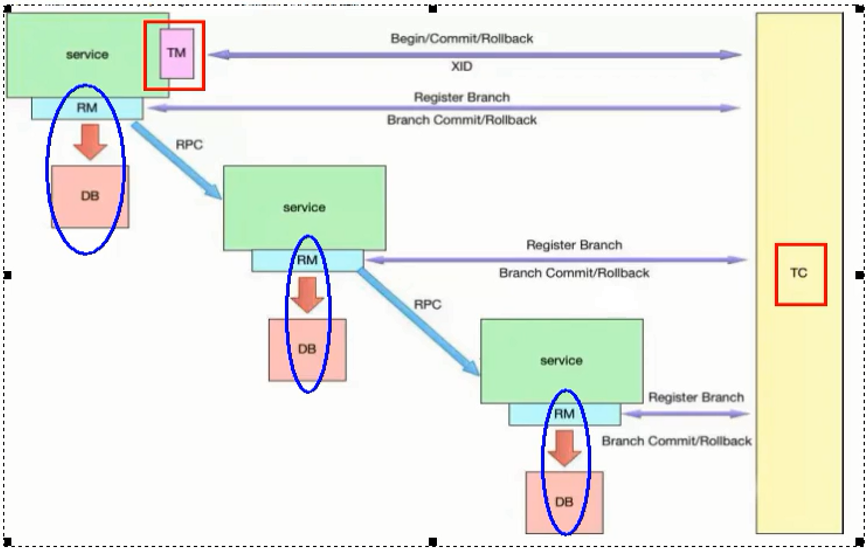 service
TM
Begin/Commit/Rollback
XID
RM
Register Branch
Branch Commit/Rollback
RPC
DB
service
RM
Register Branch
Branch Commit/Rollback
TC
RPC
DB
service
RM
Register Branch
Branch Commit/Rollback
DB